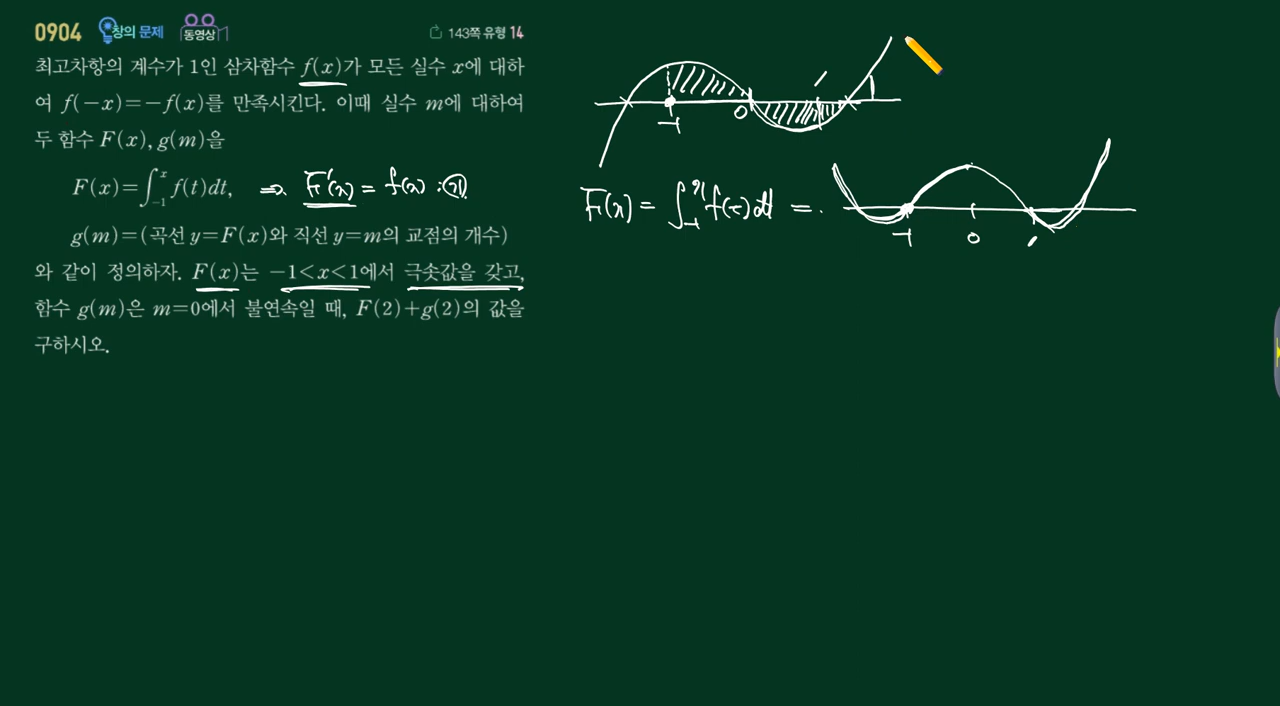 0904 창의 문제 동영상 143쪽 유형 14
최고차항의 계수가 1인 삼차함수 f(x)가 모든 실수 x에 대하
여 f(-x)=-f(x)를 만족시킨다. 이때 실수 m에 대하여
두 함수 F(x), g(m)을
F(x)=∫_{-1}^{x} f(t)dt, ⇒ F'(x) = f(x) :
g(m)=(곡선 y=F(x)와 직선 y=m의 교점의 개수)
와 같이 정의하자. F(x)는 -1<x<1에서 극솟값을 갖고,
함수 g(m)은 m=0에서 불연속일 때, F(2)+g(2)의 값을
구하시오.
-1 0 1
F(x) = ∫_{-1}^{x} f(t)dt =
-1 0 1